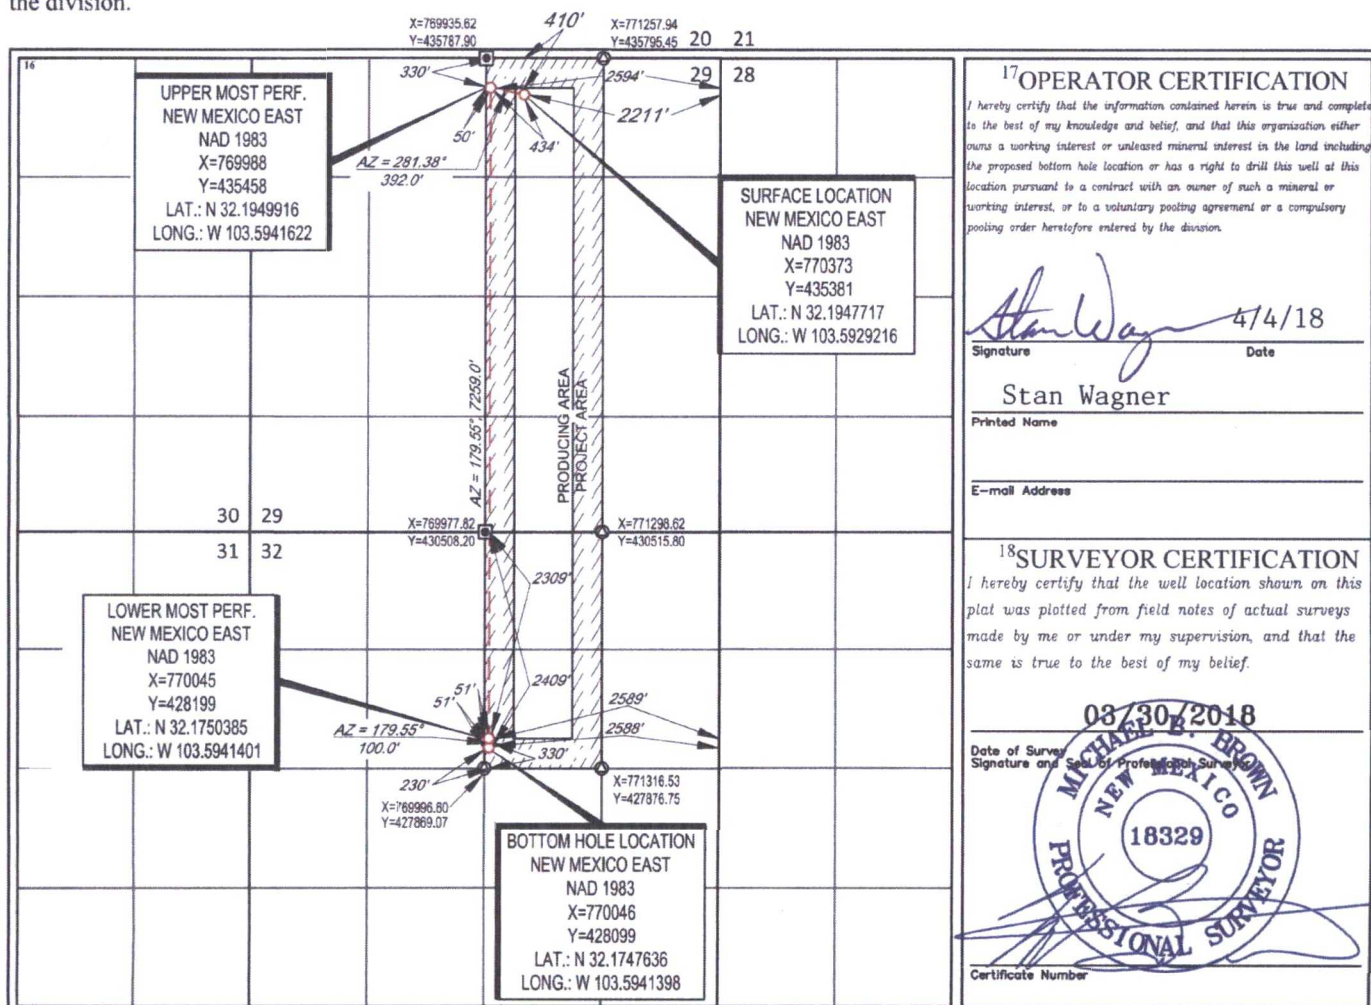 the division.
16
X=769935.62
Y=435787.90
410'
X=771257.94
Y=435795.45
20 21
29 28
330'
2594'
2211'
50'
434'
AZ = 281.38°
392.0'
UPPER MOST PERF.
NEW MEXICO EAST
NAD 1983
X=769988
Y=435458
LAT.: N 32.1949916
LONG.: W 103.5941622
SURFACE LOCATION
NEW MEXICO EAST
NAD 1983
X=770373
Y=435381
LAT.: N 32.1947717
LONG.: W 103.5929216
AZ = 179.55°, 7259.0'
PRODUCING AREA
PROJECT AREA
30 29
31 32
X=769977.82
Y=430508.20
X=771298.62
Y=430515.80
2309'
LOWER MOST PERF.
NEW MEXICO EAST
NAD 1983
X=770045
Y=428199
LAT.: N 32.1750385
LONG.: W 103.5941401
51'
51'
2409'
2589'
2588'
AZ = 179.55°
100.0'
330'
230'
X=769996.60
Y=427869.07
X=771316.53
Y=427876.75
BOTTOM HOLE LOCATION
NEW MEXICO EAST
NAD 1983
X=770046
Y=428099
LAT.: N 32.1747636
LONG.: W 103.5941398
17 OPERATOR CERTIFICATION
I hereby certify that the information contained herein is true and complete
to the best of my knowledge and belief, and that this organization either
owns a working interest or unleased mineral interest in the land including
the proposed bottom hole location or has a right to drill this well at this
location pursuant to a contract with an owner of such a mineral or
working interest, or to a voluntary pooling agreement or a compulsory
pooling order heretofore entered by the division.
Stan Wagner 4/4/18
Signature Date
Stan Wagner
Printed Name
E-mail Address
18 SURVEYOR CERTIFICATION
I hereby certify that the well location shown on this
plat was plotted from field notes of actual surveys
made by me or under my supervision, and that the
same is true to the best of my belief.
03/30/2018
Date of Survey
Signature and Seal of Professional Surveyor
MICHAEL B. BROWN
NEW MEXICO
18329
PROFESSIONAL SURVEYOR
Certificate Number